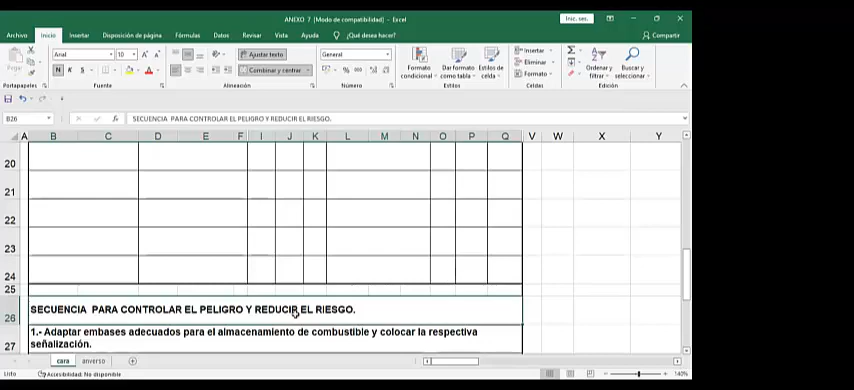 ANEXO 7 [Modo de compatibilidad] - Excel
Inic. ses.
Archivo Inicio Insertar Disposición de página Fórmulas Datos Revisar Vista Ayuda ¿Qué desea hacer? Compartir
Pegar
Arial 10
N K S
Ajustar texto
Combinar y centrar
General
Formato condicional
Dar formato como tabla
Estilos de celda
Insertar
Eliminar
Formato
Ordenar y filtrar
Buscar y seleccionar
Portapapeles Fuente Alineación Número Estilos Celdas Edición
B26 fx SECUENCIA PARA CONTROLAR EL PELIGRO Y REDUCIR EL RIESGO.
A B C D E F I J K L M N O P Q V W X Y
20
21
22
23
24
25
26 SECUENCIA PARA CONTROLAR EL PELIGRO Y REDUCIR EL RIESGO.
1.- Adaptar embases adecuados para el almacenamiento de combustible y colocar la respectiva
27 señalización.
cara anverso
Listo Accesibilidad: No disponible 140%